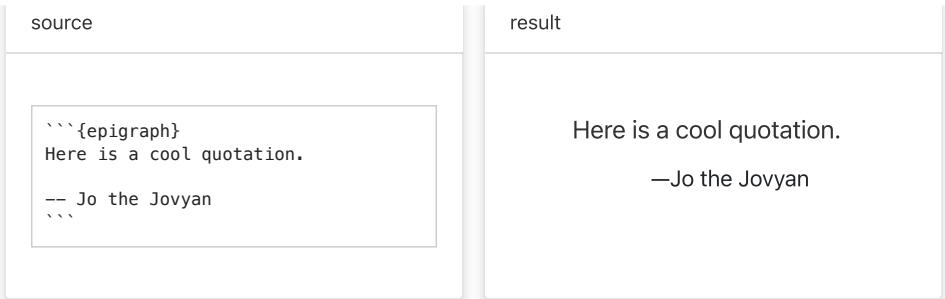 source
```{epigraph}
Here is a cool quotation.
-- Jo the Jovyan
```
result
Here is a cool quotation.
—Jo the Jovyan